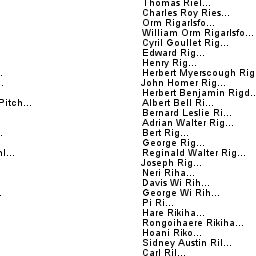 Thomas Riel...
Charles Roy Ries...
Orm Rigarlsfo...
William Orm Rigarlsfo...
Cyril Goullet Rig...
Edward Rig...
Henry Rig...
Herbert Myerscough Rig
John Homer Rig...
Herbert Benjamin Rigd..
Pitch...
Albert Bell Ri...
Bernard Leslie Ri...
Adrian Walter Rig...
Bert Rig...
George Rig...
Reginald Walter Rig...
Joseph Rig...
Neri Riha...
Davis Wi Rih...
George Wi Rih...
Pi Ri...
Hare Rikiha...
Rongoihaere Rikiha...
Hoani Riko...
Sidney Austin Ril...
Carl Ril...